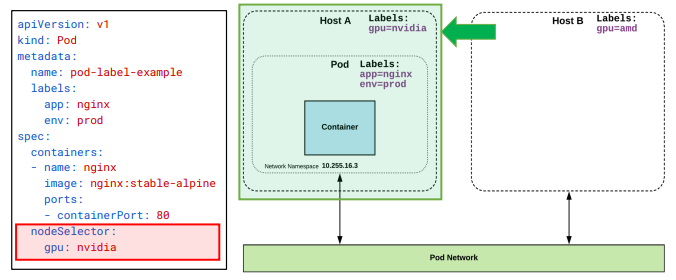 apiVersion: v1
kind: Pod
metadata:
  name: pod-label-example
  labels:
    app: nginx
    env: prod
spec:
  containers:
  - name: nginx
    image: nginx:stable-alpine
    ports:
    - containerPort: 80
  nodeSelector:
    gpu: nvidia
Host A
Labels:
gpu=nvidia
Pod
Labels:
app=nginx
env=prod
Container
Network Namespace 10.255.16.3
Host B
Labels:
gpu=amd
Pod Network